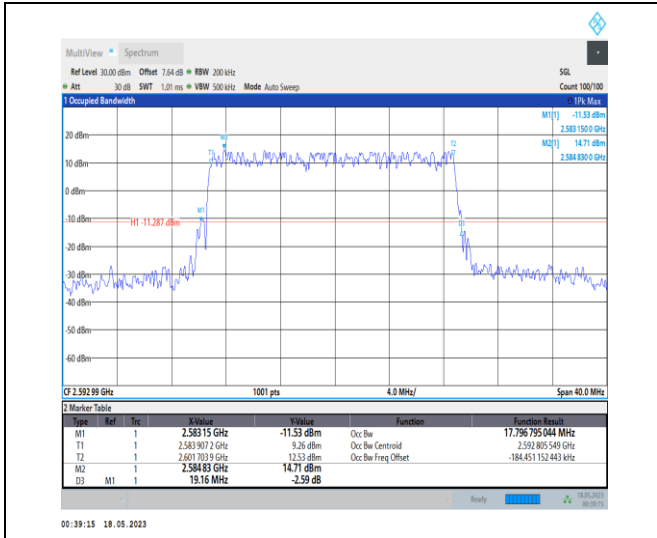 MultiView Spectrum
Ref Level 30.00 dBm Offset 7.64 dB RBW 200 kHz SGL
Att 30 dB SWT 1.01 ms VBW 500 kHz Mode Auto Sweep Count 100/100
1 Occupied Bandwidth 1Pk Max
M1[1] -11.53 dBm
2.583 150 0 GHz
M2[1] 14.71 dBm
2.584 830 0 GHz
20 dBm
M2
T1
T2
10 dBm
0 dBm
M1
-10 dBm
H1 -11.287 dBm
D3
-20 dBm
-30 dBm
-40 dBm
-50 dBm
-60 dBm
CF 2.592 99 GHz 1001 pts 4.0 MHz/ Span 40.0 MHz
2 Marker Table
Type Ref Trc X-Value Y-Value Function Function Result
M1 1 2.583 15 GHz -11.53 dBm Occ Bw 17.796 795 044 MHz
T1 1 2.583 907 2 GHz 9.26 dBm Occ Bw Centroid 2.592 805 549 GHz
T2 1 2.601 703 9 GHz 12.53 dBm Occ Bw Freq Offset -184.451 152 443 kHz
M2 1 2.584 83 GHz 14.71 dBm
D3 M1 1 19.16 MHz -2.59 dB
Ready 18.05.2023
00:39:15
00:39:15 18.05.2023